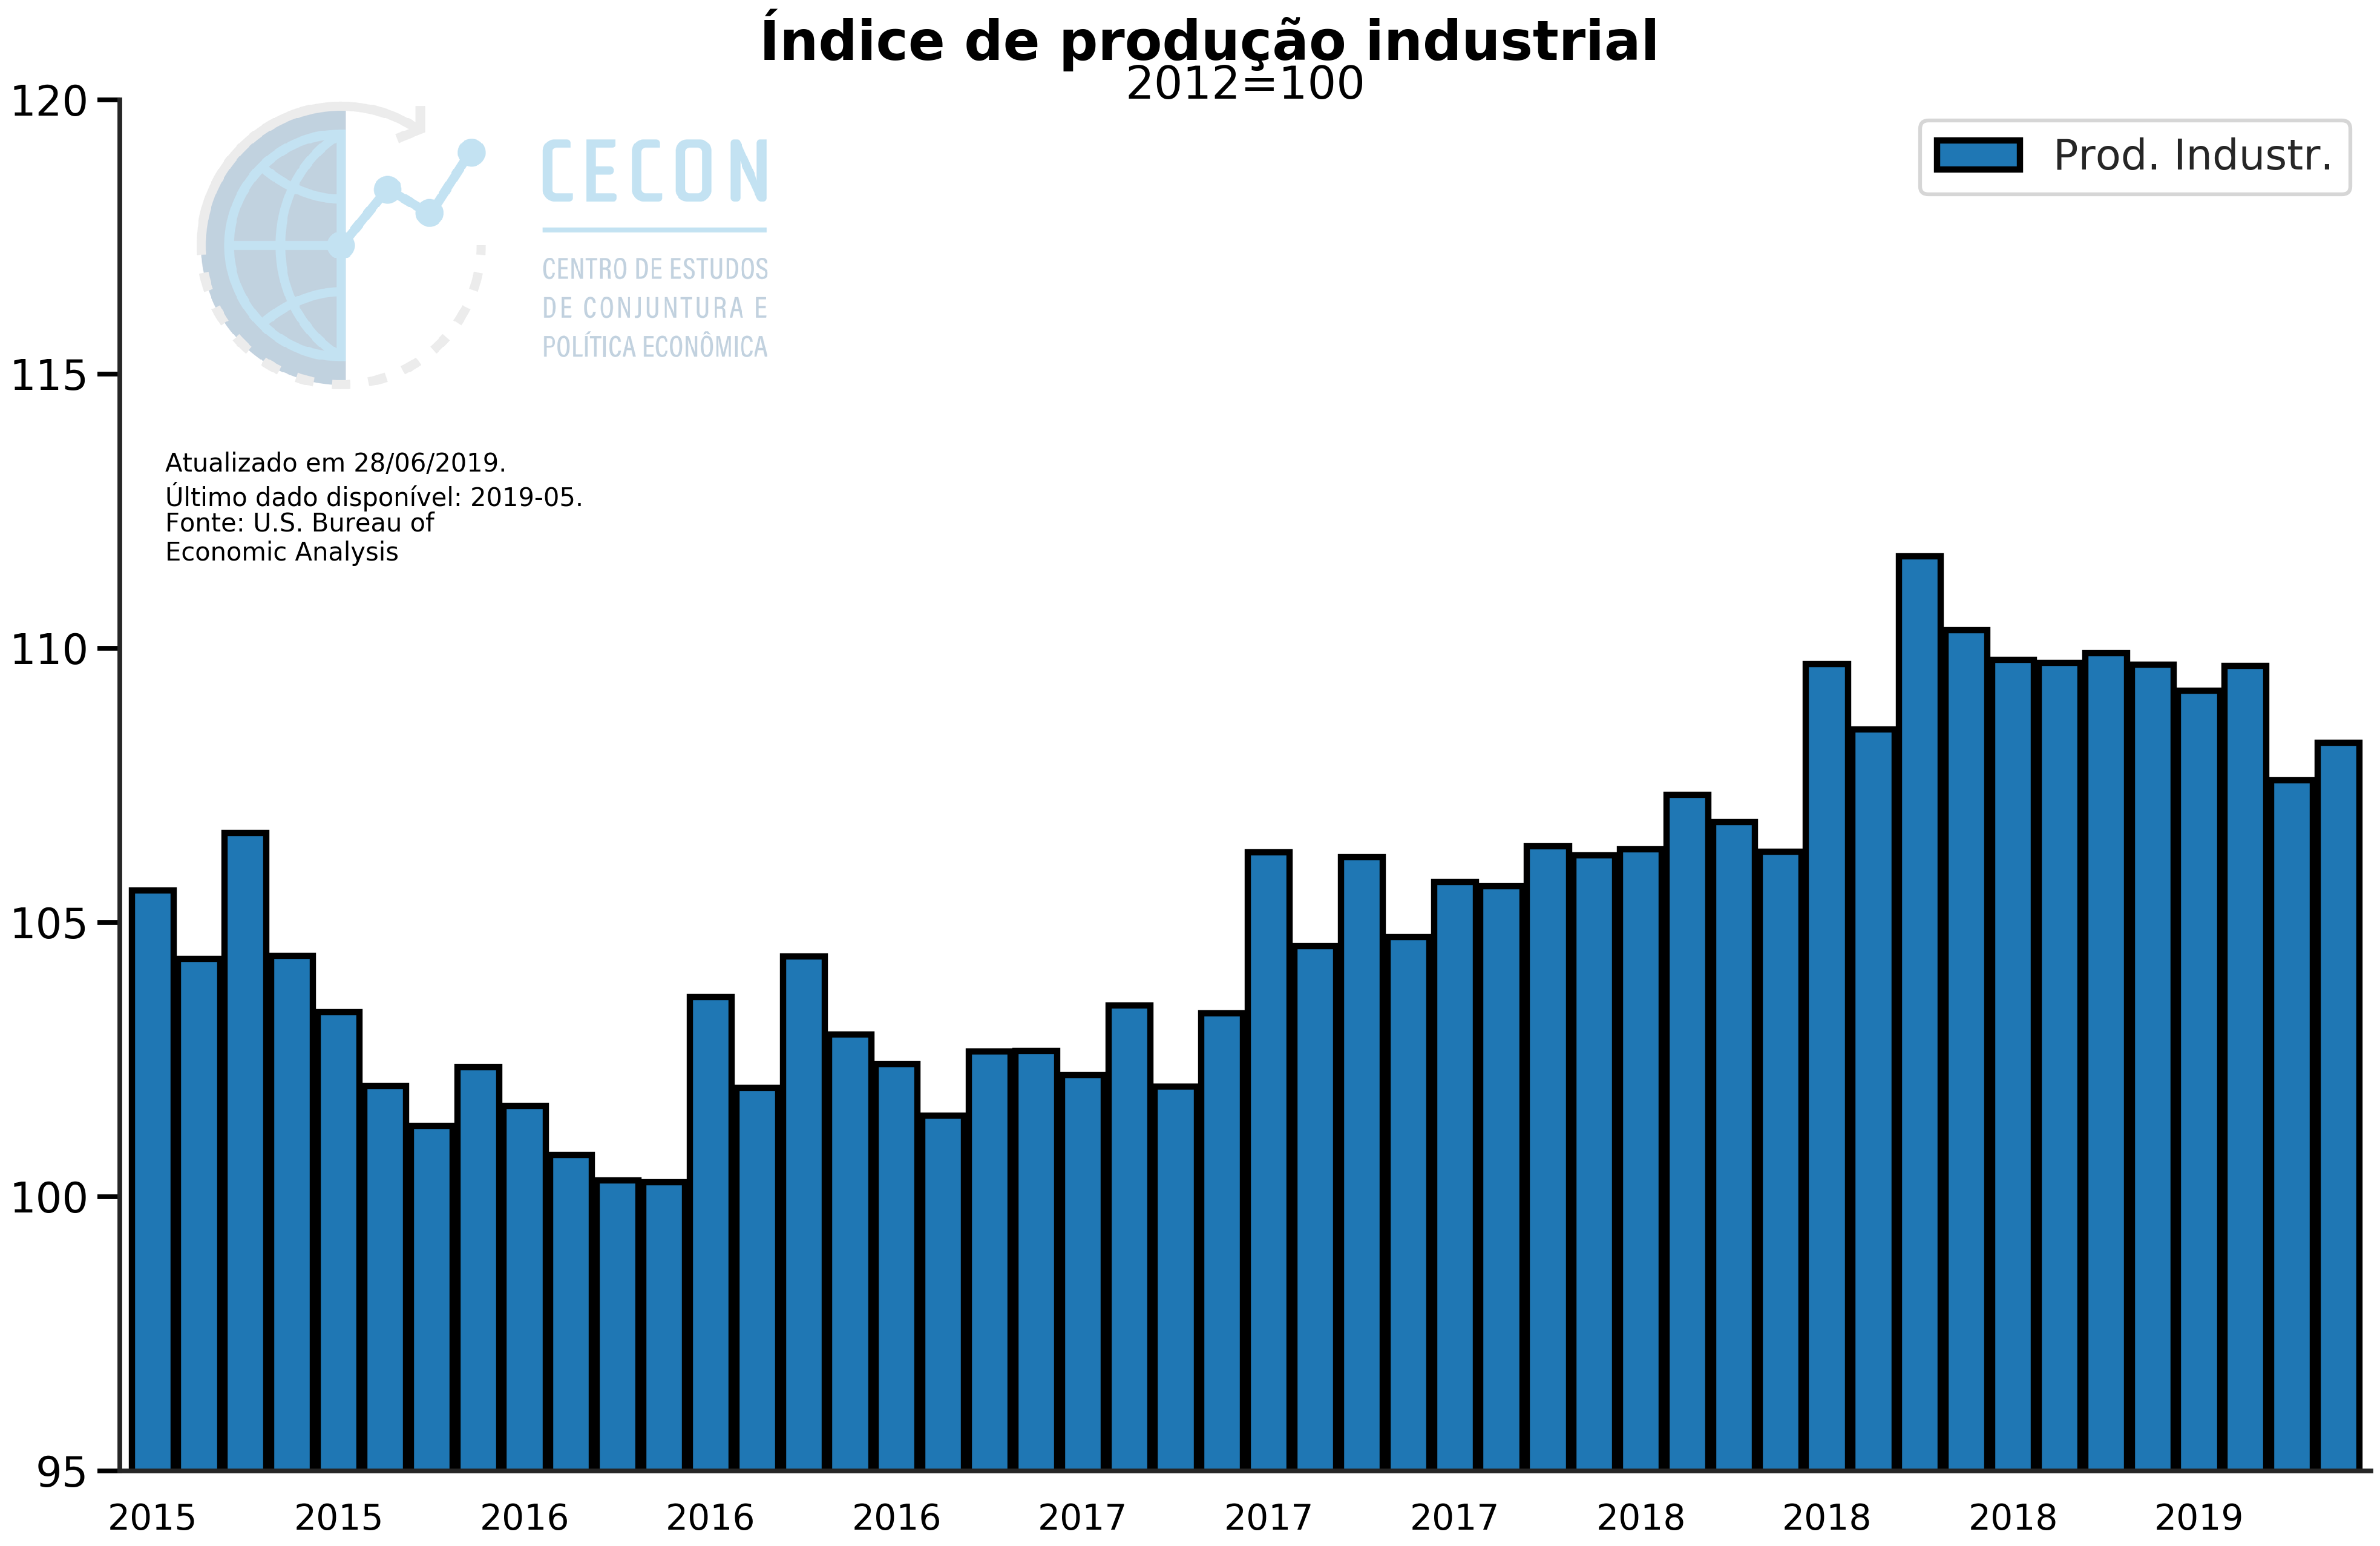 Índice de produção industrial
2012=100
CECON
CENTRO DE ESTUDOS
DE CONJUNTURA E
POLÍTICA ECONÔMICA
Prod. Industr.
Atualizado em 28/06/2019.
Último dado disponível: 2019-05.
Fonte: U.S. Bureau of
Economic Analysis
120
115
110
105
100
95
2015 2015 2016 2016 2016 2017 2017 2017 2018 2018 2018 2019